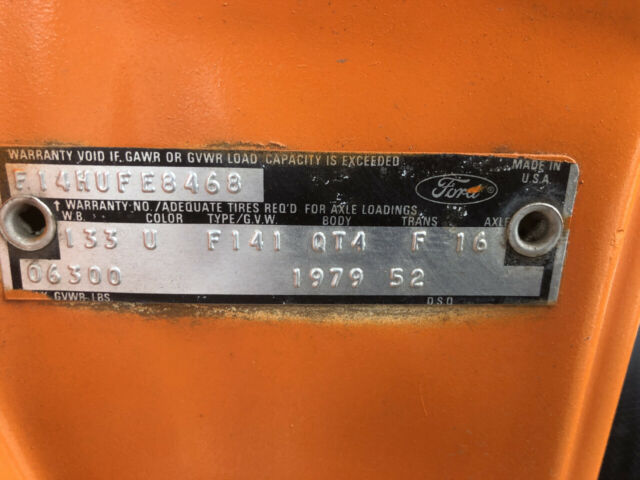 WARRANTY VOID IF GAWR OR GVWR LOAD CAPACITY IS EXCEEDED
MADE IN
U.S.A.
F14HUFE8468
Ford
† WARRANTY NO./ADEQUATE TIRES REQ'D FOR AXLE LOADINGS.
W.B. COLOR TYPE/G.V.W. BODY TRANS AXLE
133 U F141 QT4 F 16
06300 1979 52
GVWR-LBS D.S.O.